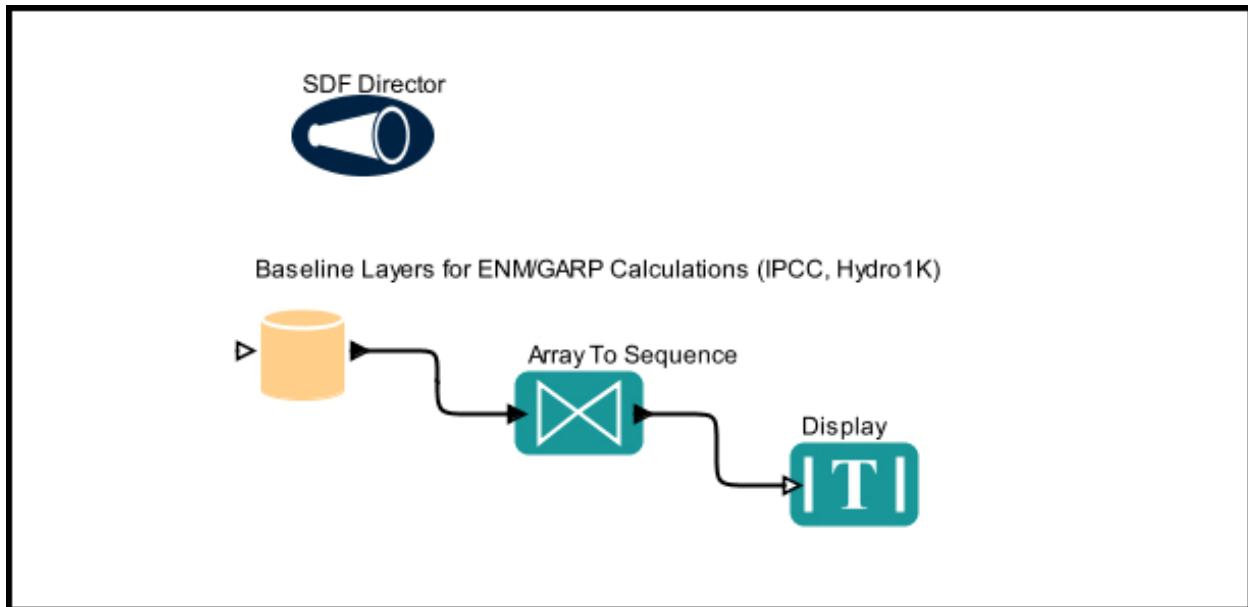 SDF Director
Baseline Layers for ENM/GARP Calculations (IPCC, Hydro1K)
Array To Sequence
Display
T